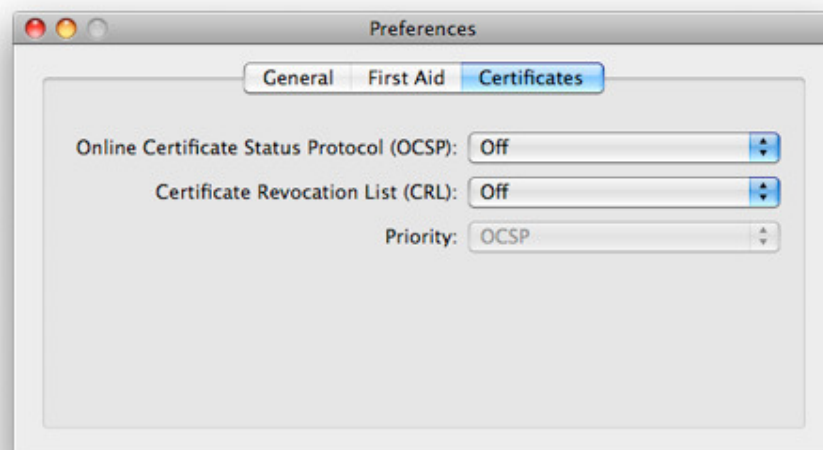 Preferences
General First Aid Certificates
Online Certificate Status Protocol (OCSP): Off
Certificate Revocation List (CRL): Off
Priority: OCSP